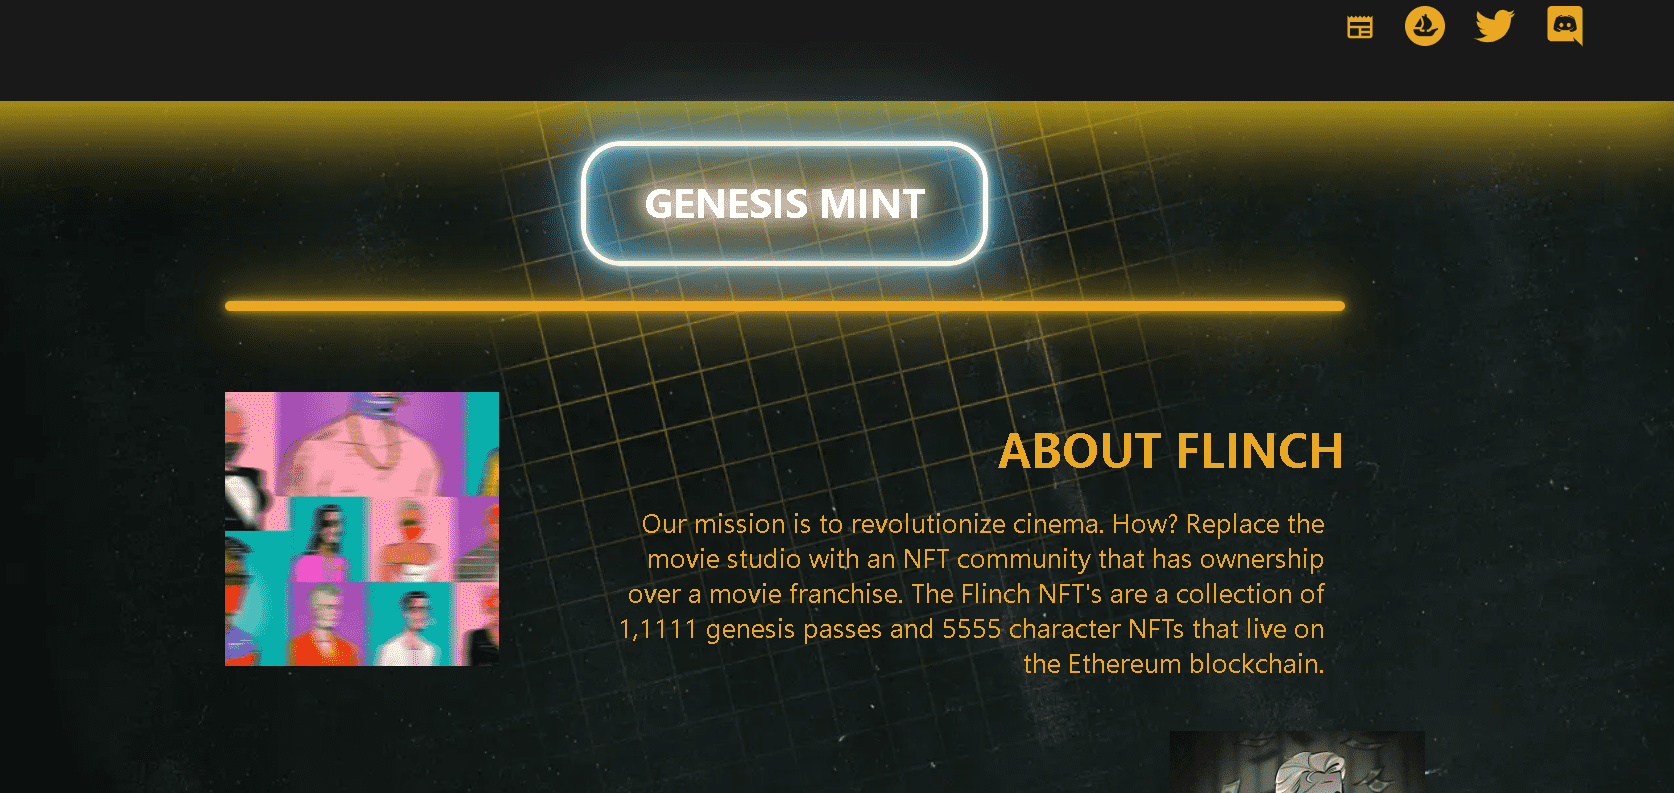 GENESIS MINT
ABOUT FLINCH
Our mission is to revolutionize cinema. How? Replace the
movie studio with an NFT community that has ownership
over a movie franchise. The Flinch NFT's are a collection of
1,1111 genesis passes and 5555 character NFTs that live on
the Ethereum blockchain.